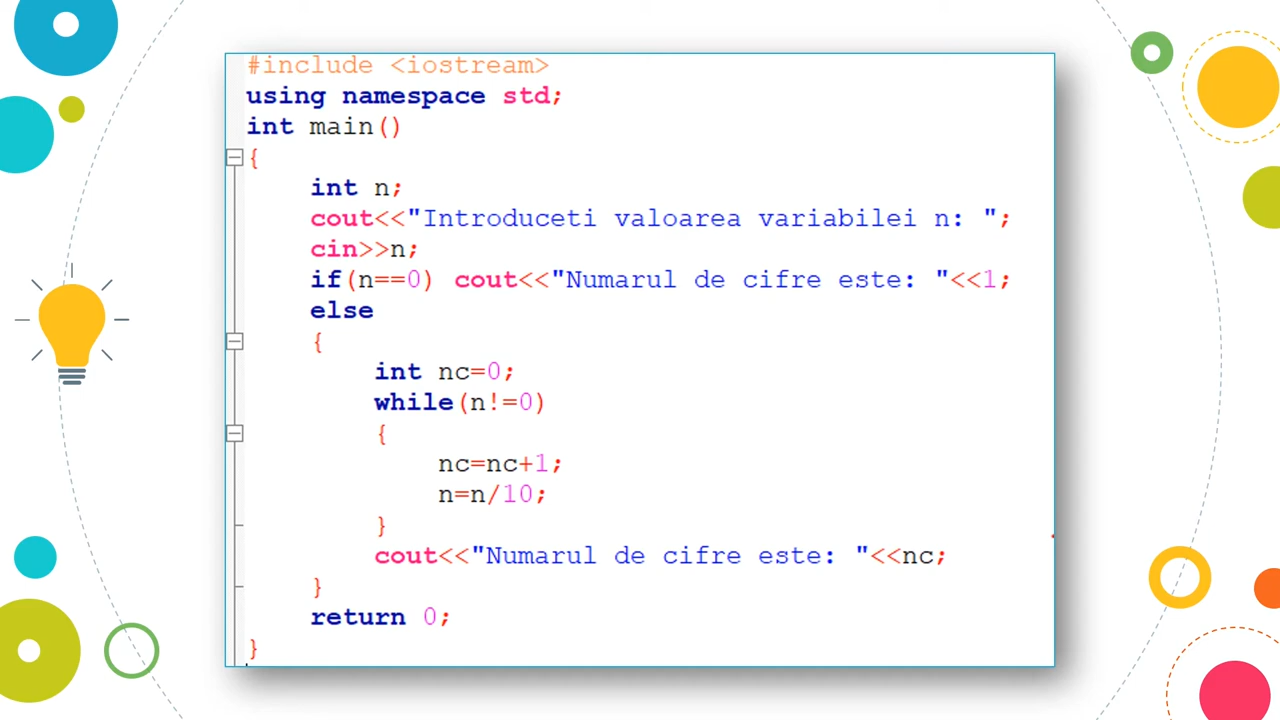 #include <iostream>
using namespace std;
int main()
{
int n;
cout<<"Introduceti valoarea variabilei n: ";
cin>>n;
if(n==0) cout<<"Numarul de cifre este: "<<1;
else
{
int nc=0;
while(n!=0)
{
nc=nc+1;
n=n/10;
}
cout<<"Numarul de cifre este: "<<nc;
}
return 0;
}